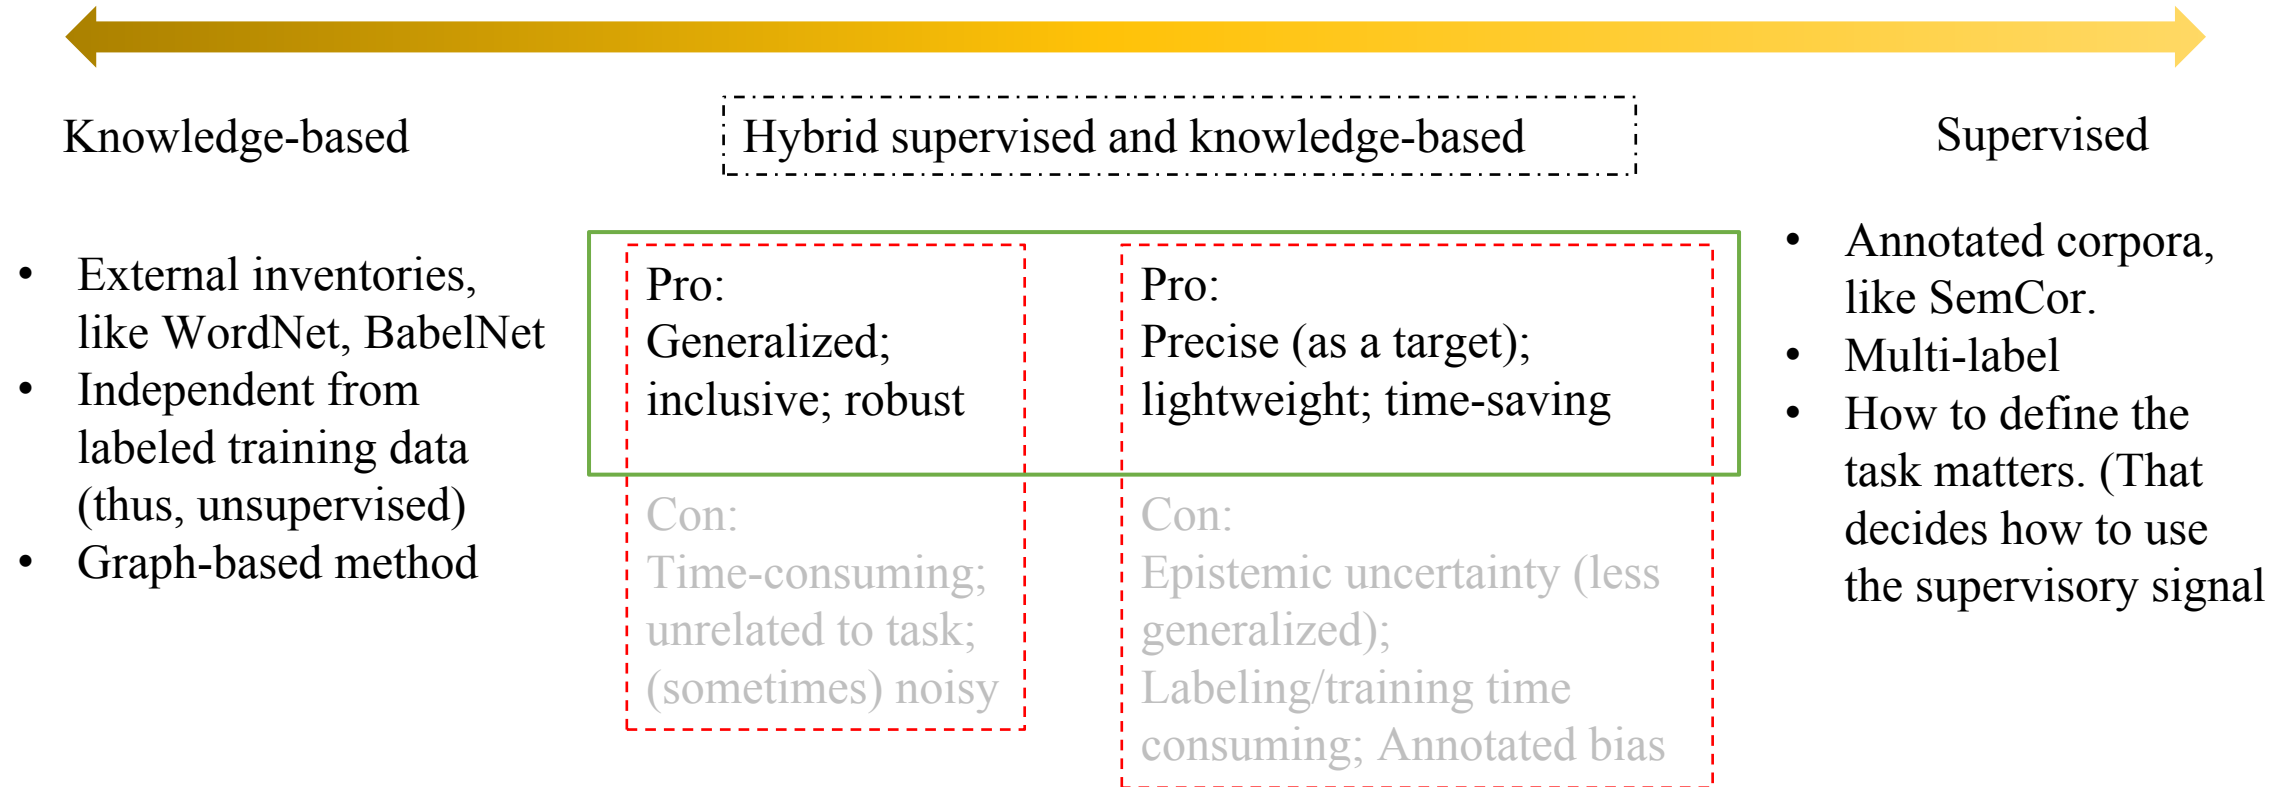 Knowledge-based
Hybrid supervised and knowledge-based
Supervised
• External inventories,
like WordNet, BabelNet
• Independent from
labeled training data
(thus, unsupervised)
• Graph-based method
Pro:
Generalized;
inclusive; robust
Con:
Time-consuming;
unrelated to task;
(sometimes) noisy
Pro:
Precise (as a target);
lightweight; time-saving
Con:
Epistemic uncertainty (less
generalized);
Labeling/training time
consuming; Annotated bias
• Annotated corpora,
like SemCor.
• Multi-label
• How to define the
task matters. (That
decides how to use
the supervisory signal